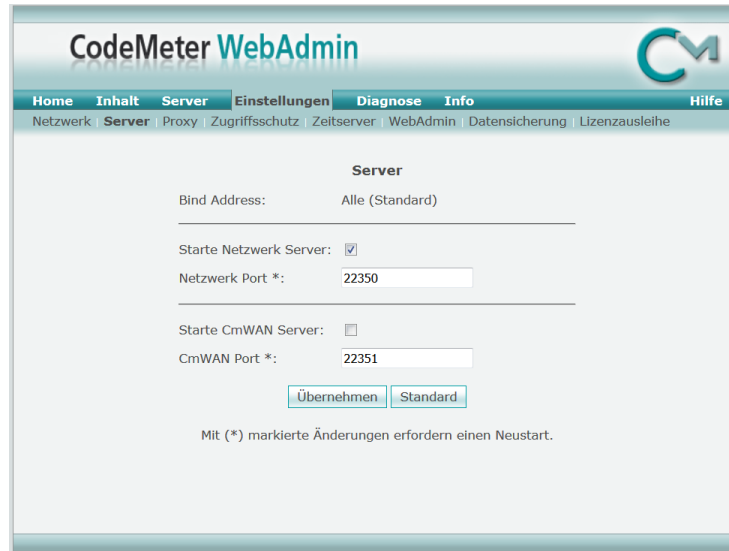 CodeMeter WebAdmin
CM
Home Inhalt Server Einstellungen Diagnose Info Hilfe
Netzwerk | Server | Proxy | Zugriffsschutz | Zeitserver | WebAdmin | Datensicherung | Lizenzausleihe
Server
Bind Address: Alle (Standard)
Starte Netzwerk Server:
Netzwerk Port *: 22350
Starte CmWAN Server:
CmWAN Port *: 22351
Übernehmen Standard
Mit (*) markierte Änderungen erfordern einen Neustart.